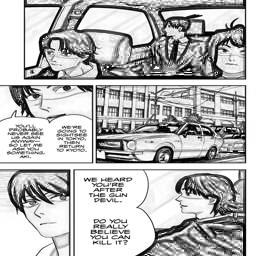 WE'RE
GOING TO
SIGHTSEE
IN TOKYO,
THEN
RETURN
TO KYOTO.
YOU'LL
PROBABLY
NEVER SEE
US AGAIN
ANYWAY—
SO LET ME
ASK YOU
SOMETHING,
AKI.
WE HEARD
YOU'RE
AFTER
THE GUN
DEVIL.
DO YOU
REALLY
BELIEVE
YOU CAN
KILL IT?